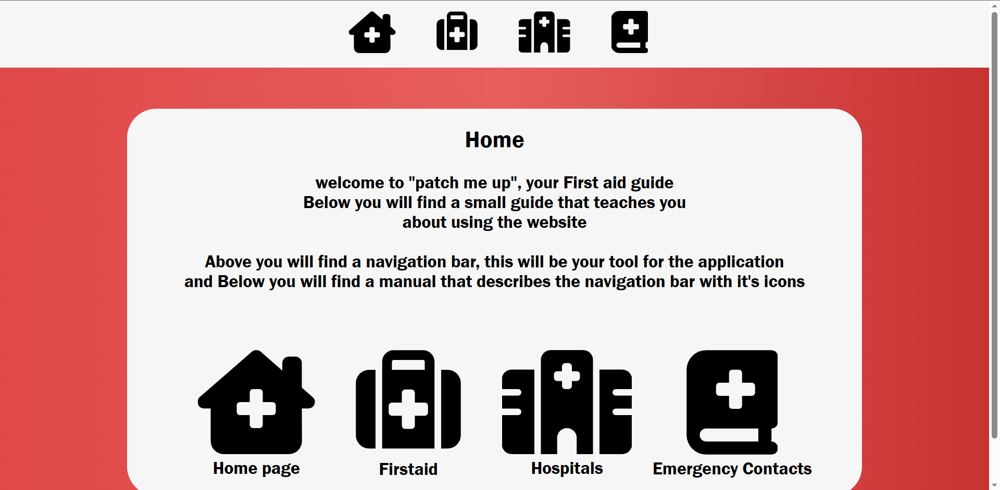 Home
welcome to "patch me up", your First aid guide
Below you will find a small guide that teaches you
about using the website
Above you will find a navigation bar, this will be your tool for the application
and Below you will find a manual that describes the navigation bar with it's icons
Home page
Firstaid
Hospitals
Emergency Contacts